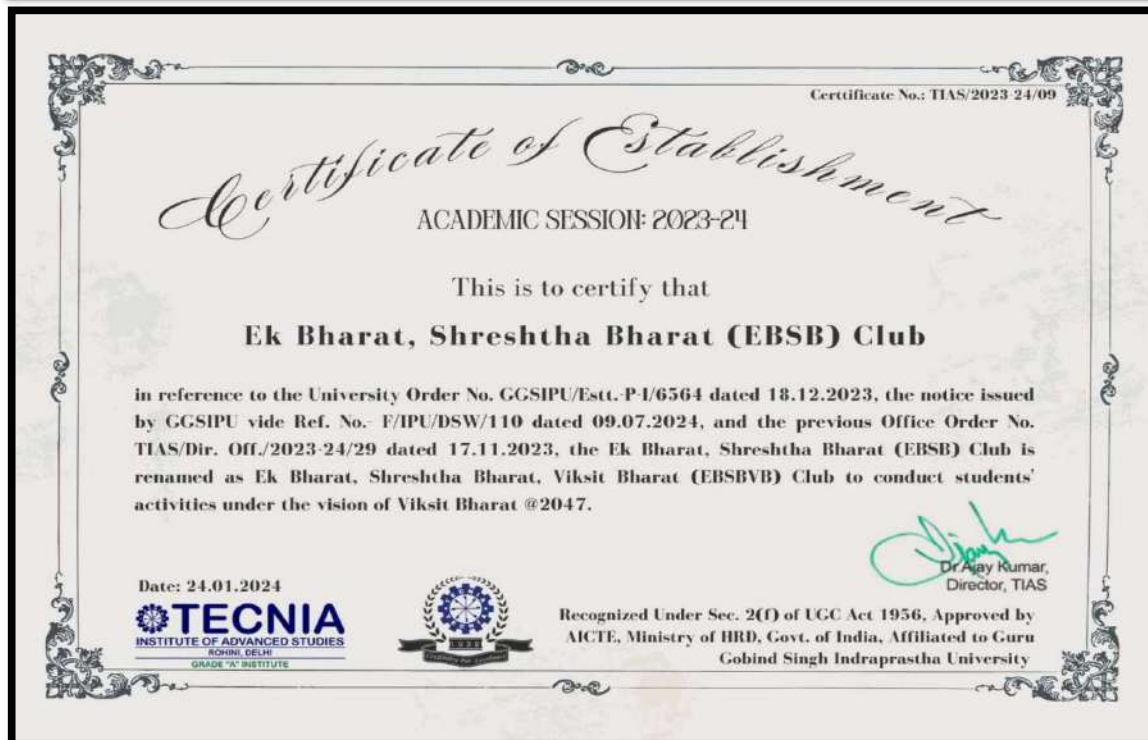 Certtificate No.: TIAS/2023-24/09
Certificate of Establishment
ACADEMIC SESSION: 2023-24
This is to certify that
Ek Bharat, Shreshtha Bharat (EBSB) Club
in reference to the University Order No. GGSIPU/Estt.-P-I/6564 dated 18.12.2023, the notice issued
by GGSIPU vide Ref. No.- F/IPU/DSW/110 dated 09.07.2024, and the previous Office Order No.
TIAS/Dir. Off./2023-24/29 dated 17.11.2023, the Ek Bharat, Shreshtha Bharat (EBSB) Club is
renamed as Ek Bharat, Shreshtha Bharat, Viksit Bharat (EBSBVB) Club to conduct students'
activities under the vision of Viksit Bharat @2047.
Dr.Ajay Kumar,
Director, TIAS
Date: 24.01.2024
TECNIA
INSTITUTE OF ADVANCED STUDIES
ROHINI, DELHI
GRADE "A" INSTITUTE
Recognized Under Sec. 2(f) of UGC Act 1956, Approved by
AICTE, Ministry of HRD, Govt. of India, Affiliated to Guru
Gobind Singh Indraprastha University